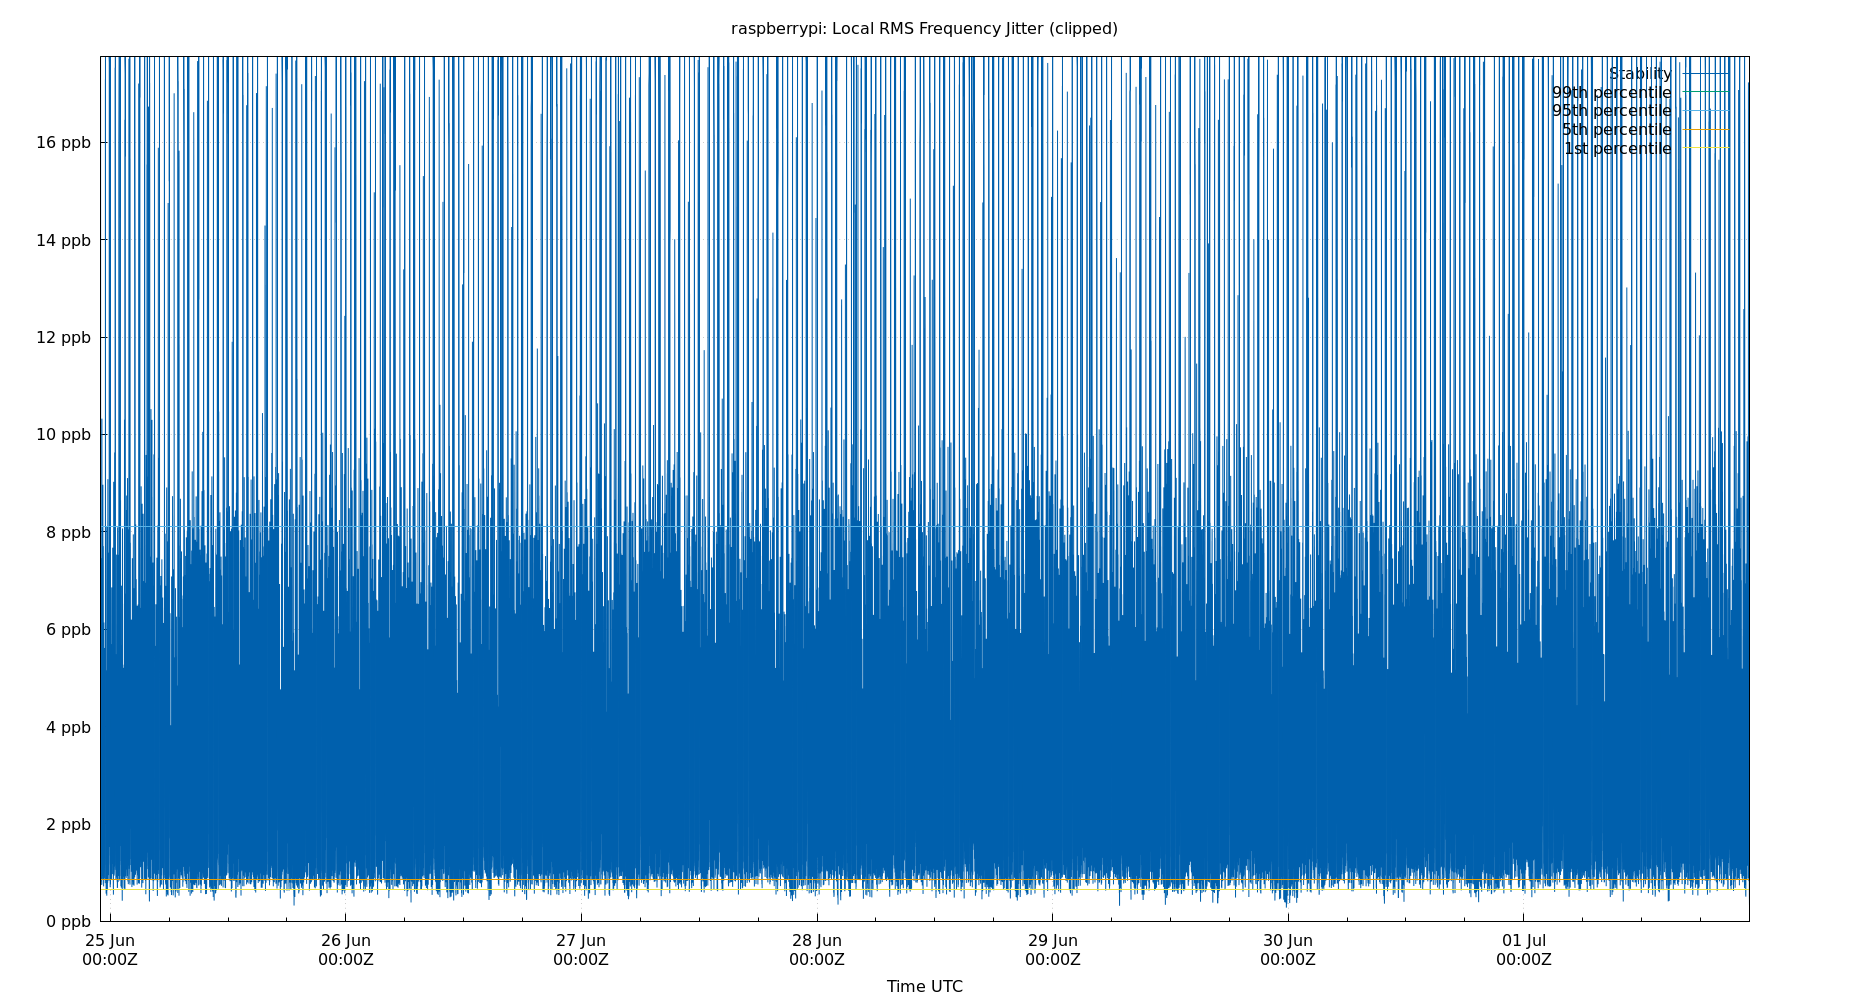 raspberrypi: Local RMS Frequency Jitter (clipped)
Stability
99th percentile
95th percentile
5th percentile
1st percentile
16 ppb
14 ppb
12 ppb
10 ppb
8 ppb
6 ppb
4 ppb
2 ppb
0 ppb
25 Jun 26 Jun 27 Jun 28 Jun 29 Jun 30 Jun 01 Jul
00:00Z 00:00Z 00:00Z 00:00Z 00:00Z 00:00Z 00:00Z
Time UTC